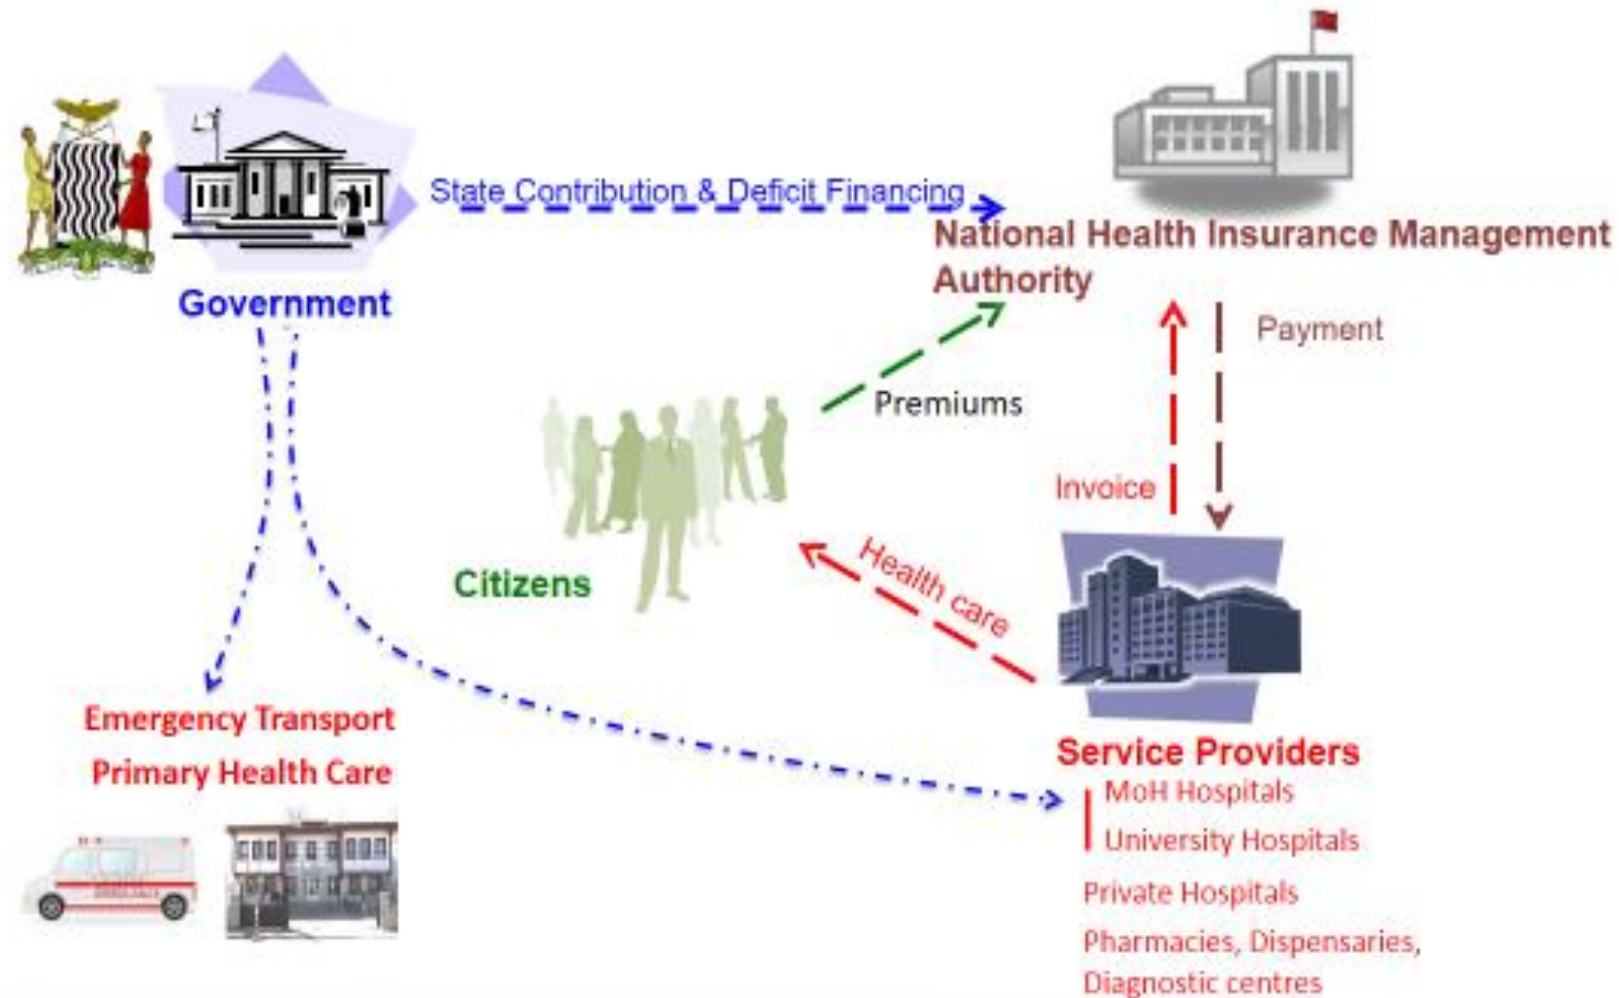 State Contribution & Deficit Financing
National Health Insurance Management
Authority
Government
Payment
Premiums
Invoice
Health care
Citizens
Emergency Transport
Primary Health Care
Service Providers
MoH Hospitals
University Hospitals
Private Hospitals
Pharmacies, Dispensaries,
Diagnostic centres